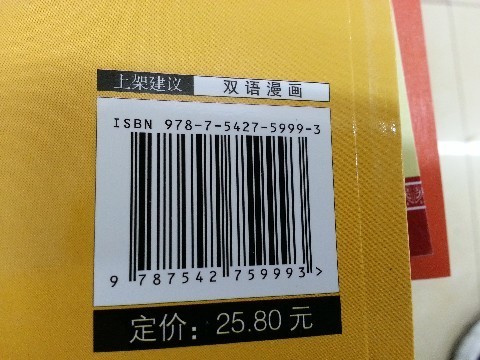 上架建议 双语漫画
ISBN 978-7-5427-5999-3
9 787542 759993 >
定价：25.80 元